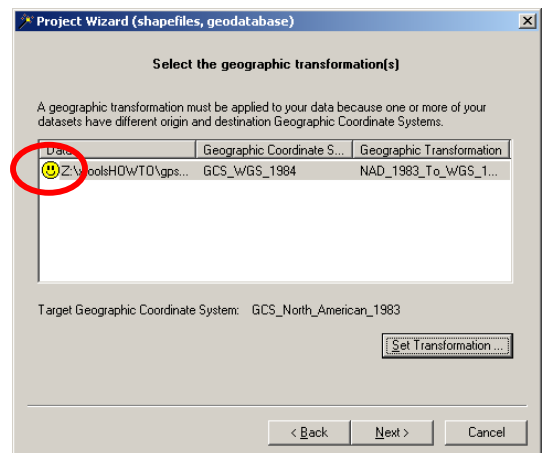 Project Wizard (shapefiles, geodatabase)
Select the geographic transformation(s)
A geographic transformation must be applied to your data because one or more of your
datasets have different origin and destination Geographic Coordinate Systems.
Geographic Coordinate S... Geographic Transformation
GCS_WGS_1984 NAD_1983_To_WGS_1...
Target Geographic Coordinate System: GCS_North_American_1983
Set Transformation ...
< Back Next > Cancel